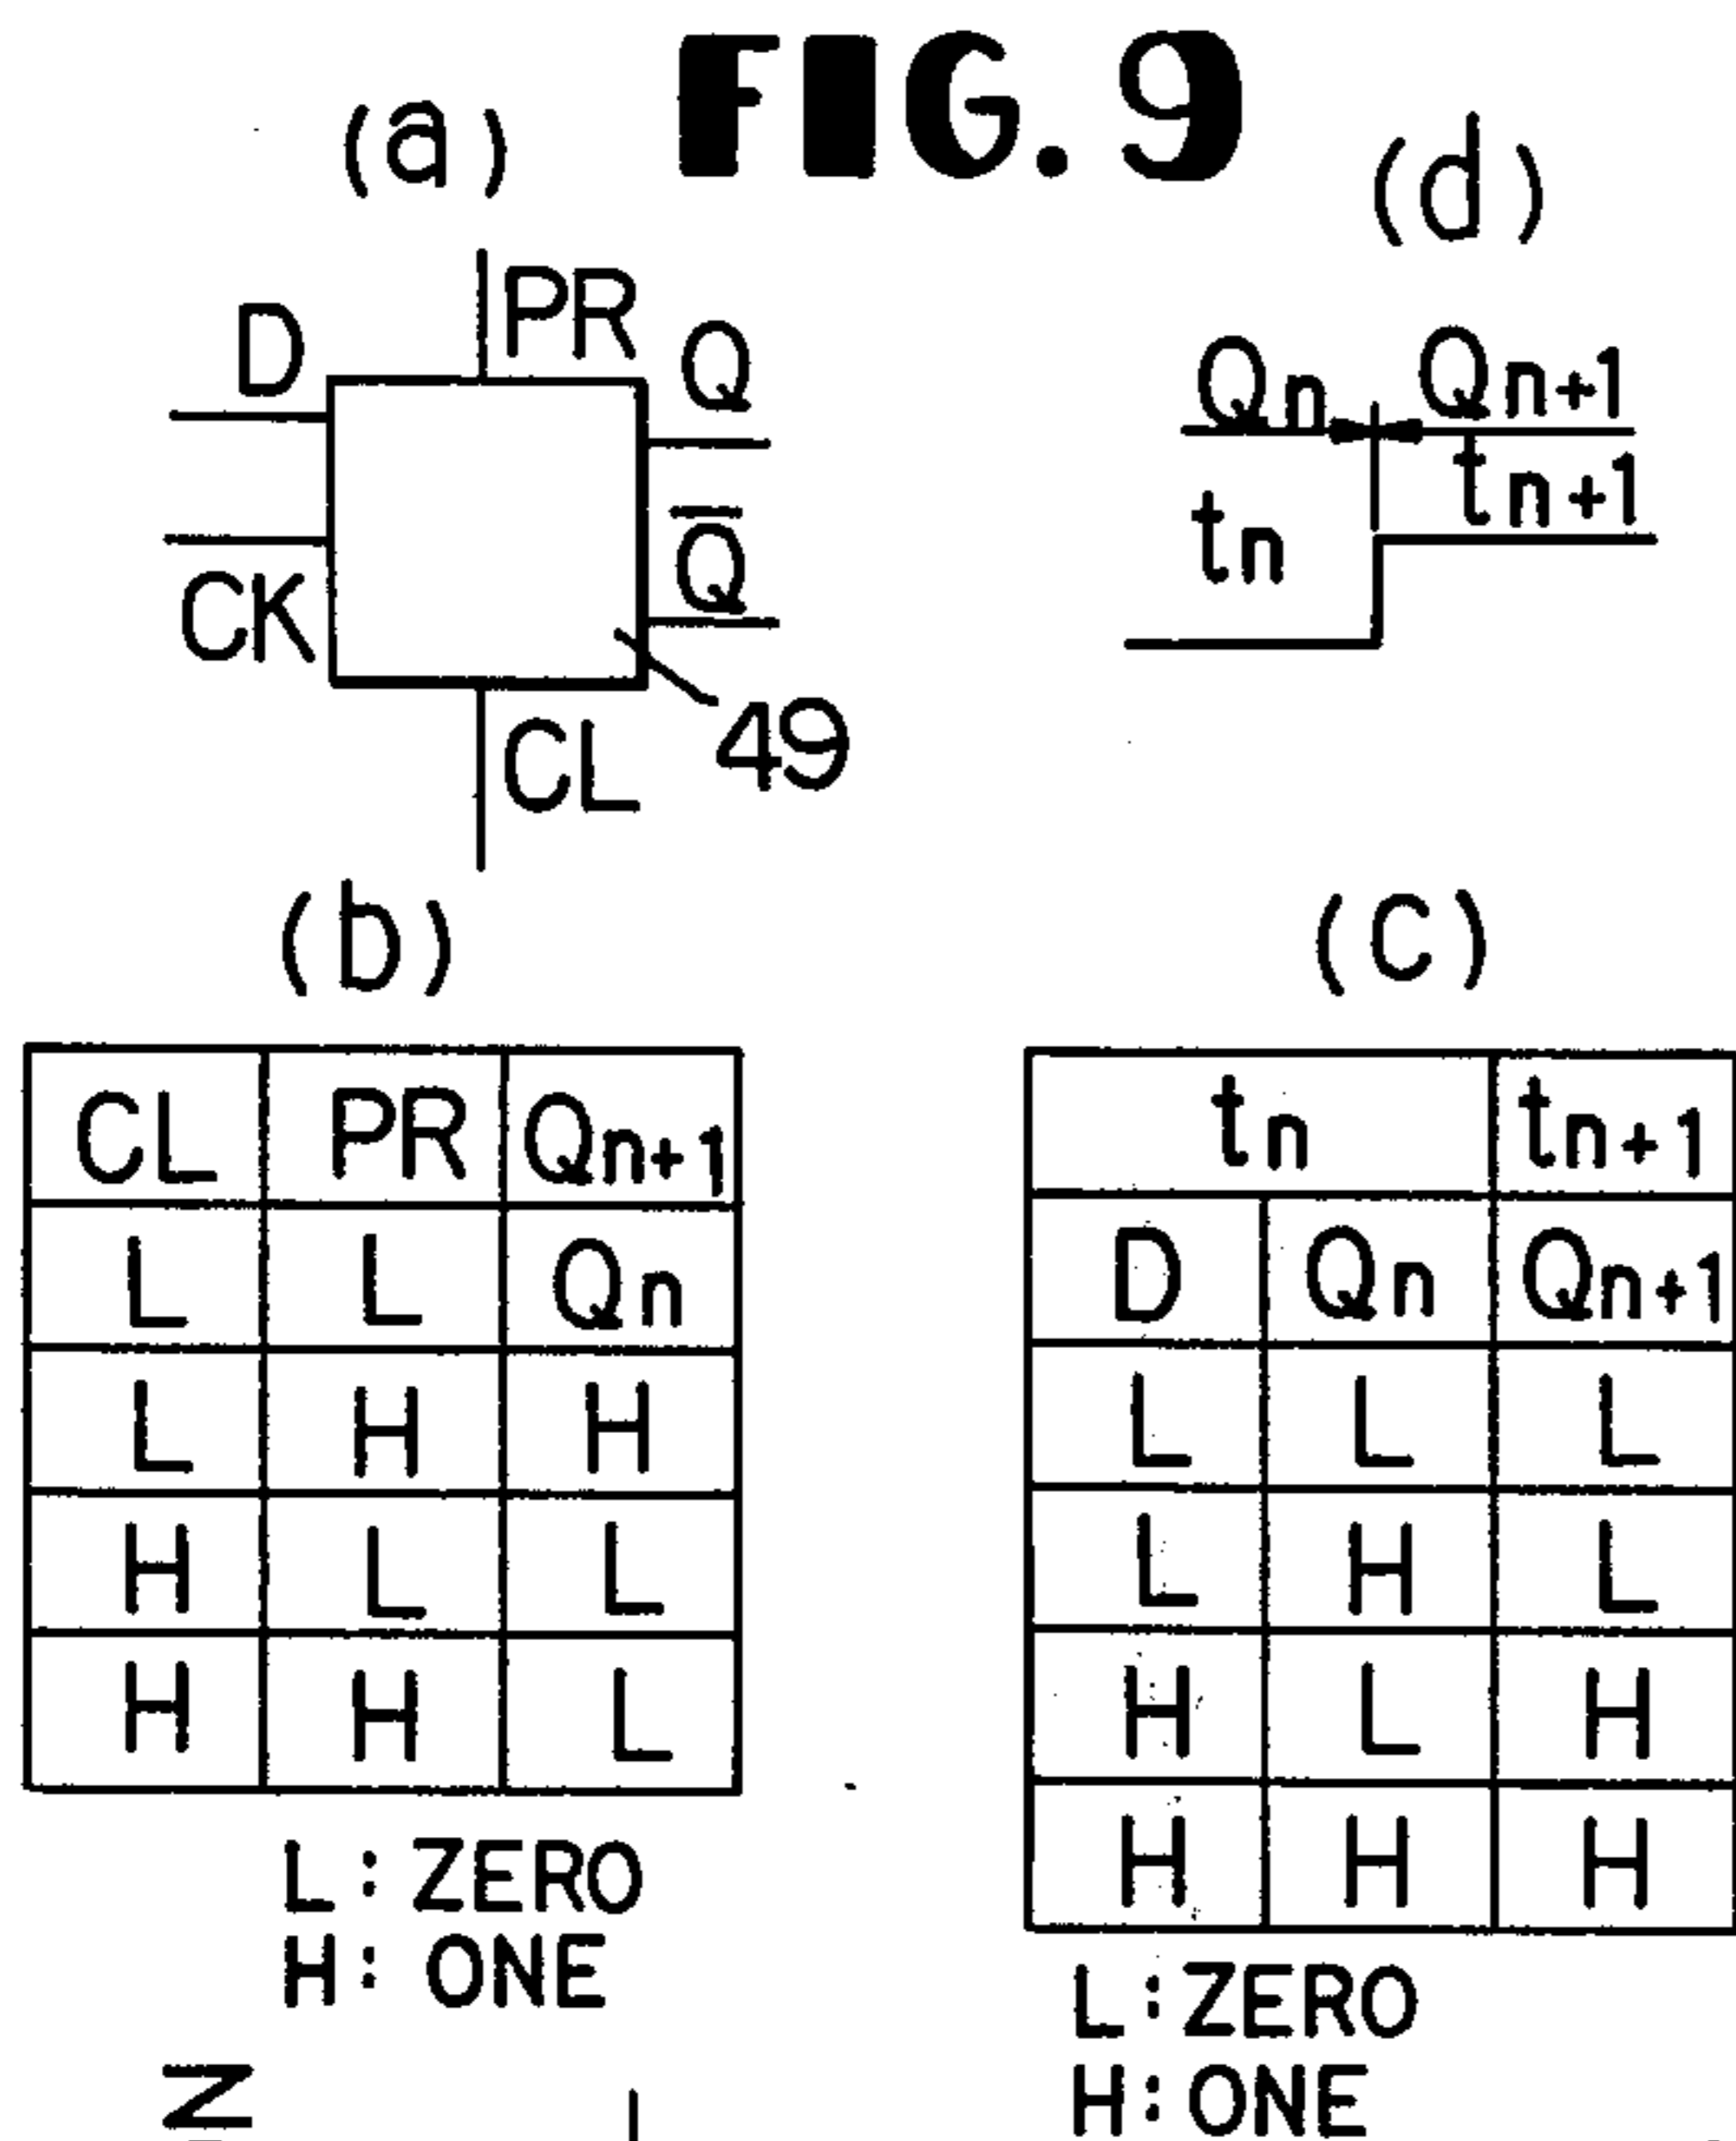 FIG. 9
(a)
D
PR
Q
CK
Q̅
CL
49
(d)
Qn Qn+1
tn tn+1
(b)
CL PR Qn+1
L L Qn
L H H
H L L
H H L
L: ZERO
H: ONE
(c)
tn tn+1
D Qn Qn+1
L L L
L H L
H L H
H H H
L: ZERO
H: ONE
Z